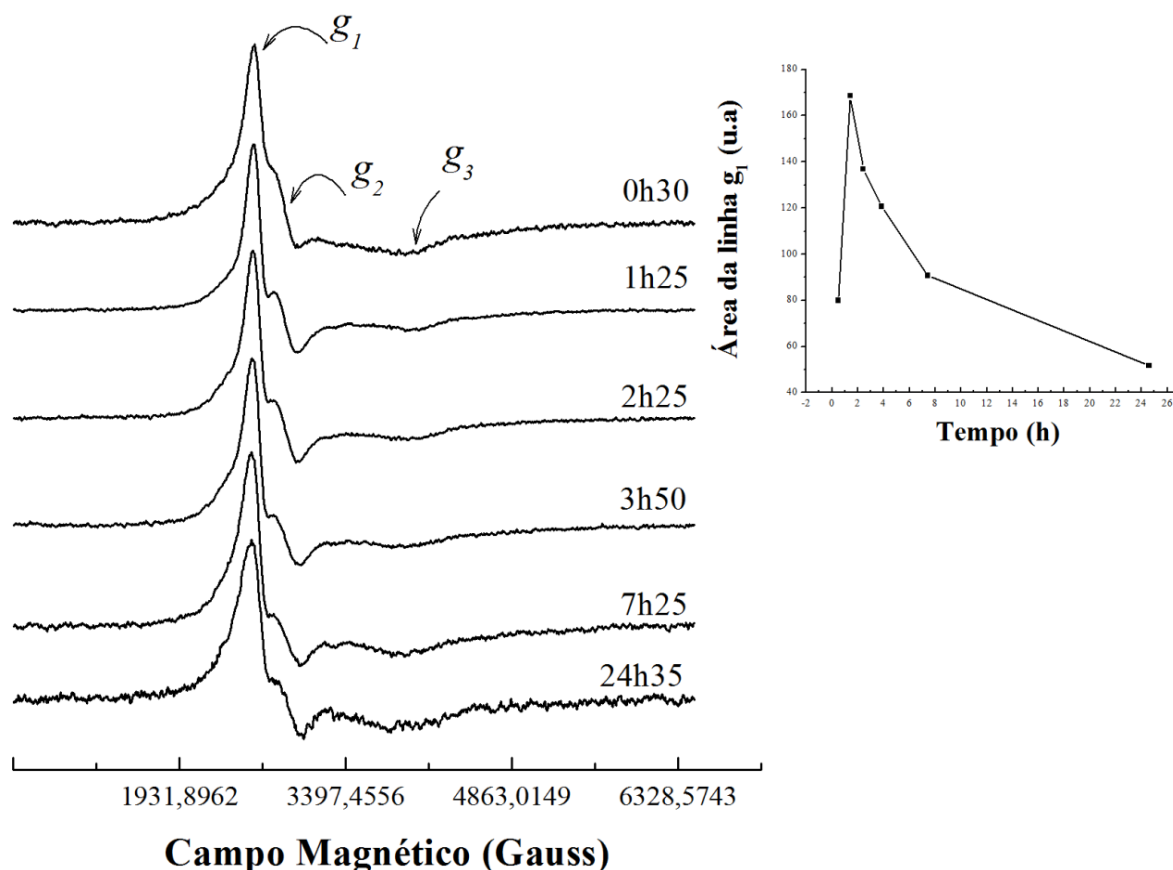 g1
g2
g3
0h30
1h25
2h25
3h50
7h25
24h35
1931,8962 3397,4556 4863,0149 6328,5743
Campo Magnético (Gauss)
Área da linha g1 (u.a)
180
160
140
120
100
80
60
40
-2 0 2 4 6 8 10 12 14 16 18 20 22 24 26
Tempo (h)